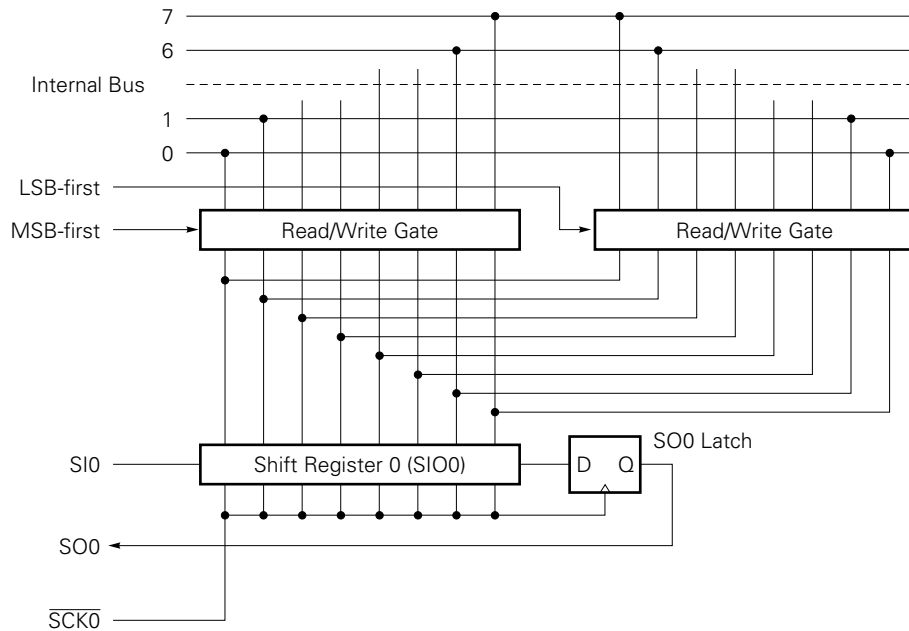 7
6
Internal Bus
1
0
LSB-first
MSB-first
Read/Write Gate
Read/Write Gate
SO0 Latch
SI0
Shift Register 0 (SIO0)
D
Q
SO0
SCK0